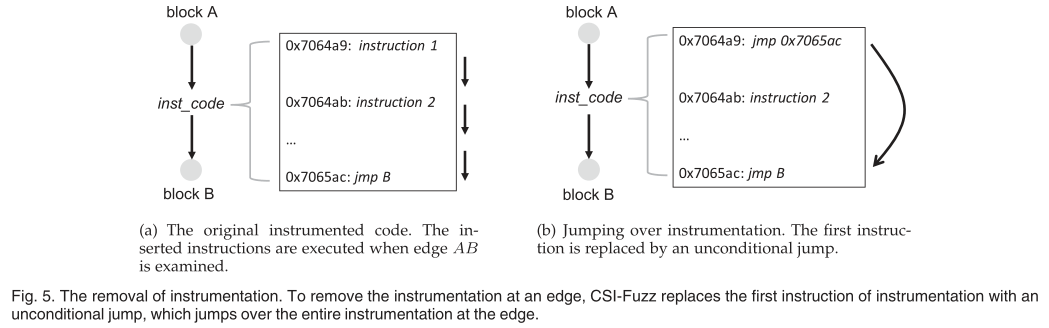 block A
inst_code
block B
0x7064a9: instruction 1
0x7064ab: instruction 2
...
0x7065ac: jmp B
(a) The original instrumented code. The in-
serted instructions are executed when edge AB
is examined.
block A
inst_code
block B
0x7064a9: jmp 0x7065ac
0x7064ab: instruction 2
...
0x7065ac: jmp B
(b) Jumping over instrumentation. The first instruc-
tion is replaced by an unconditional jump.
Fig. 5. The removal of instrumentation. To remove the instrumentation at an edge, CSI-Fuzz replaces the first instruction of instrumentation with an
unconditional jump, which jumps over the entire instrumentation at the edge.